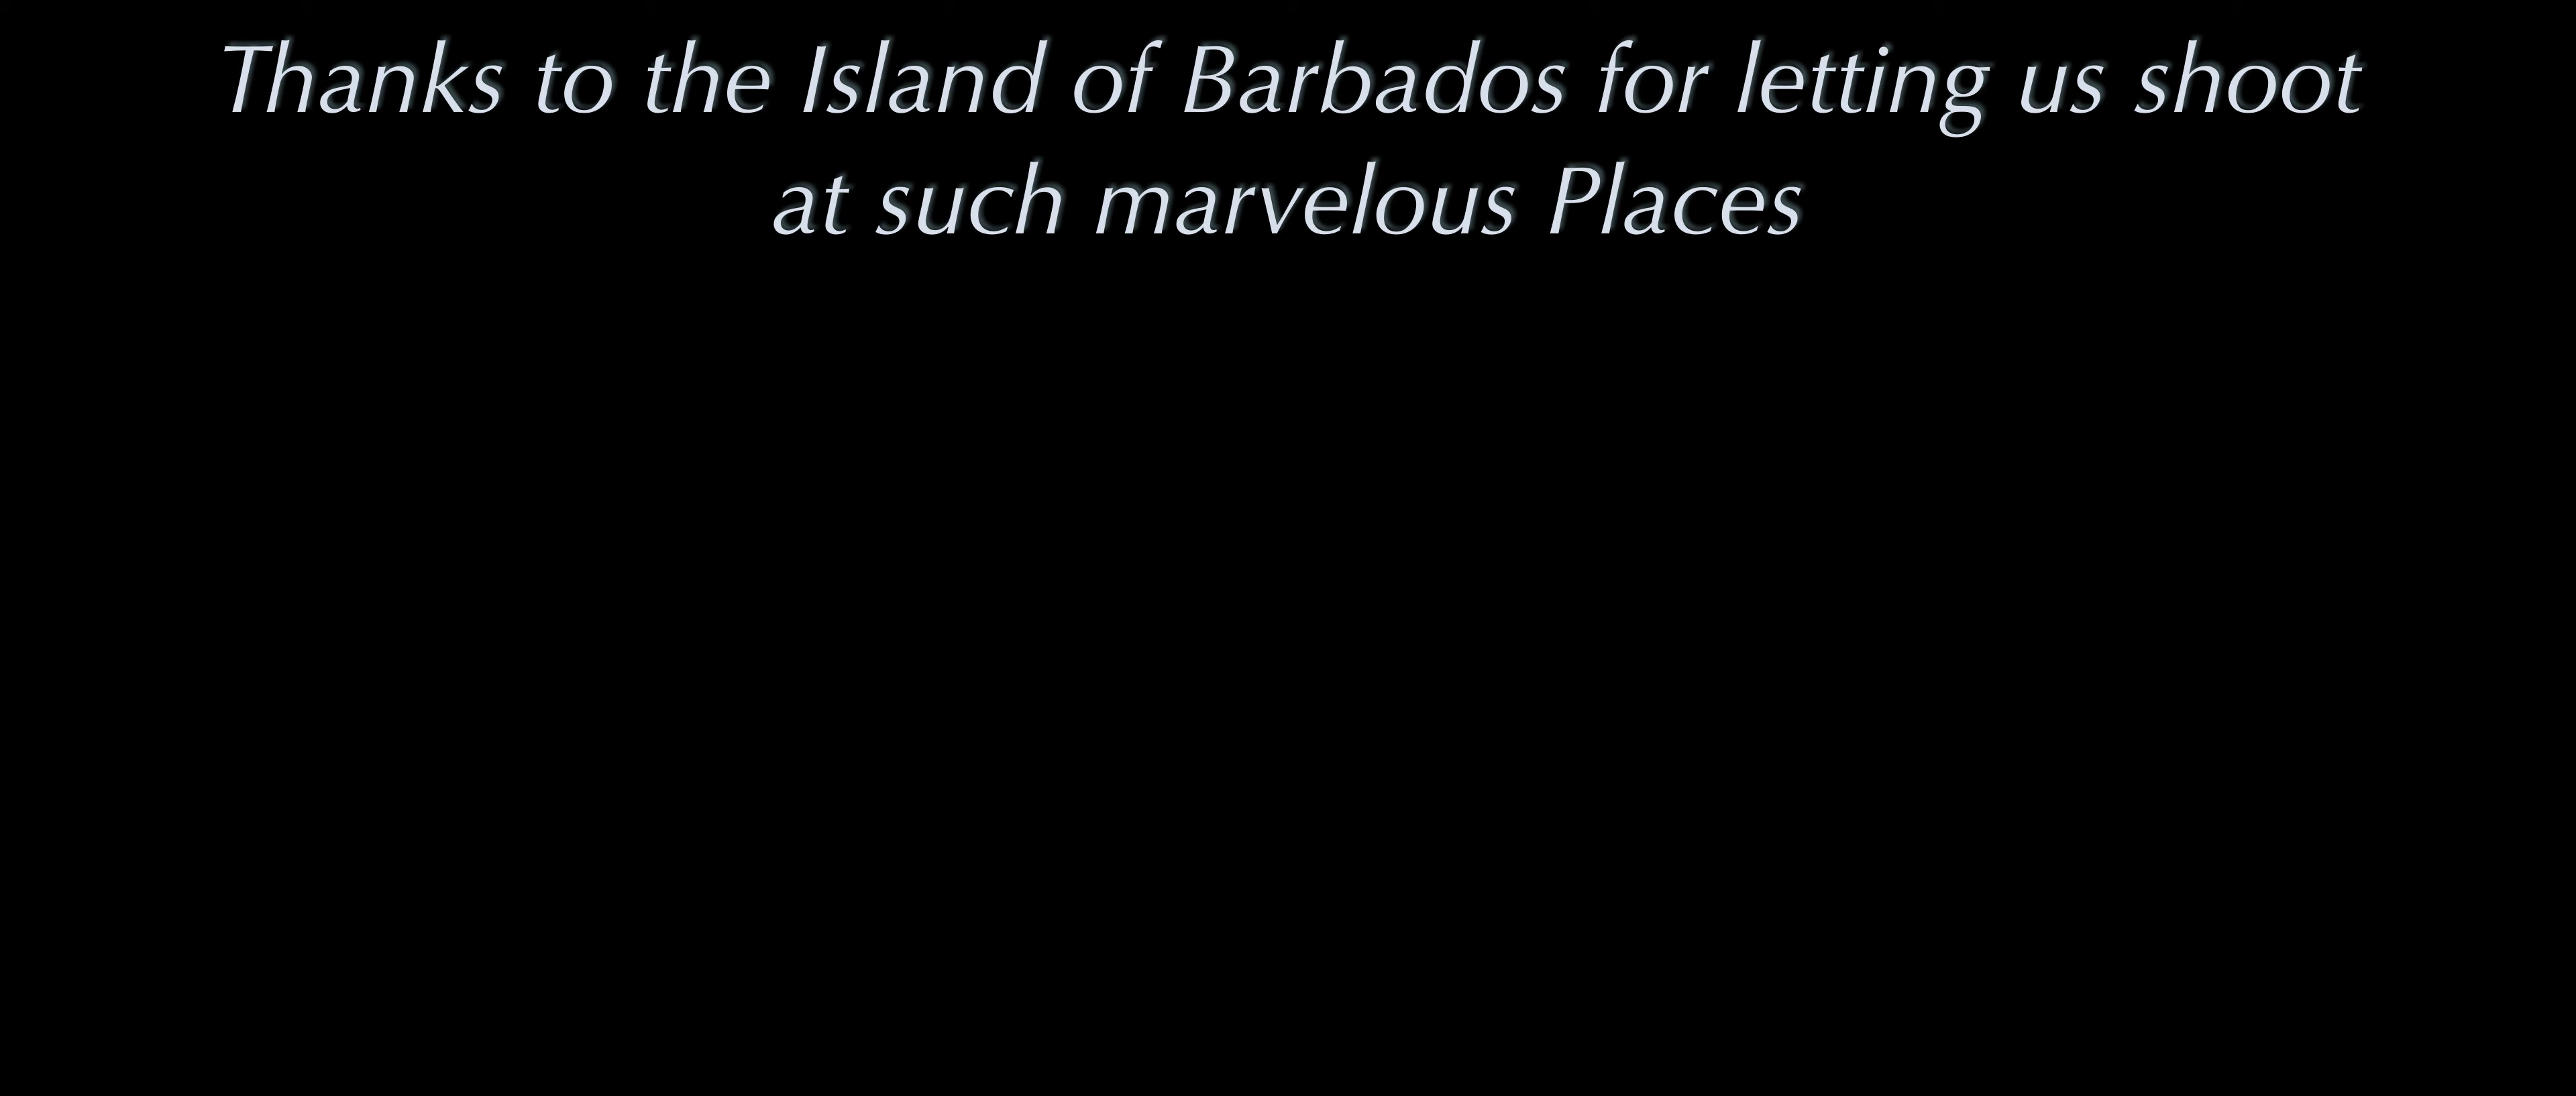 Thanks to the Island of Barbados for letting us shoot
at such marvelous Places